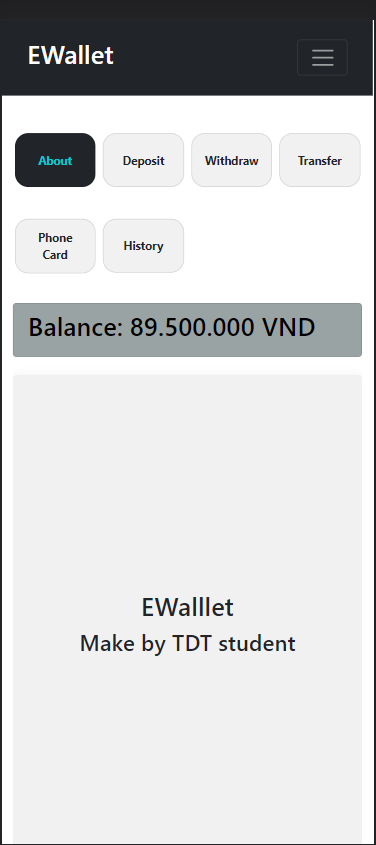 EWallet
About Deposit Withdraw Transfer
Phone
Card
History
Balance: 89.500.000 VND
EWalllet
Make by TDT student